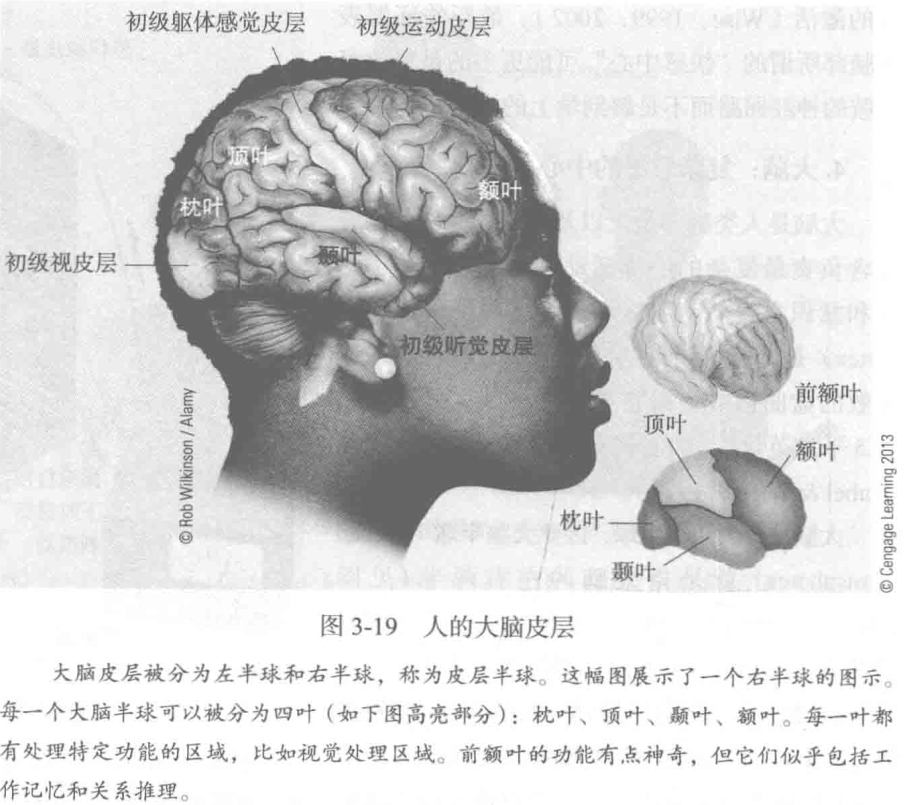 初级躯体感觉皮层
初级运动皮层
顶叶
额叶
枕叶
颞叶
初级视皮层
初级听觉皮层
前额叶
顶叶
额叶
枕叶
颞叶
© Rob Wilkinson / Alamy
© Cengage Learning 2013
图 3-19 人的大脑皮层
大脑皮层被分为左半球和右半球，称为皮层半球。这幅图展示了一个右半球的图示。
每一个大脑半球可以被分为四叶（如下图高亮部分）：枕叶、顶叶、颞叶、额叶。每一叶都
有处理特定功能的区域，比如视觉处理区域。前额叶的功能有点神奇，但它们似乎包括工
作记忆和关系推理。